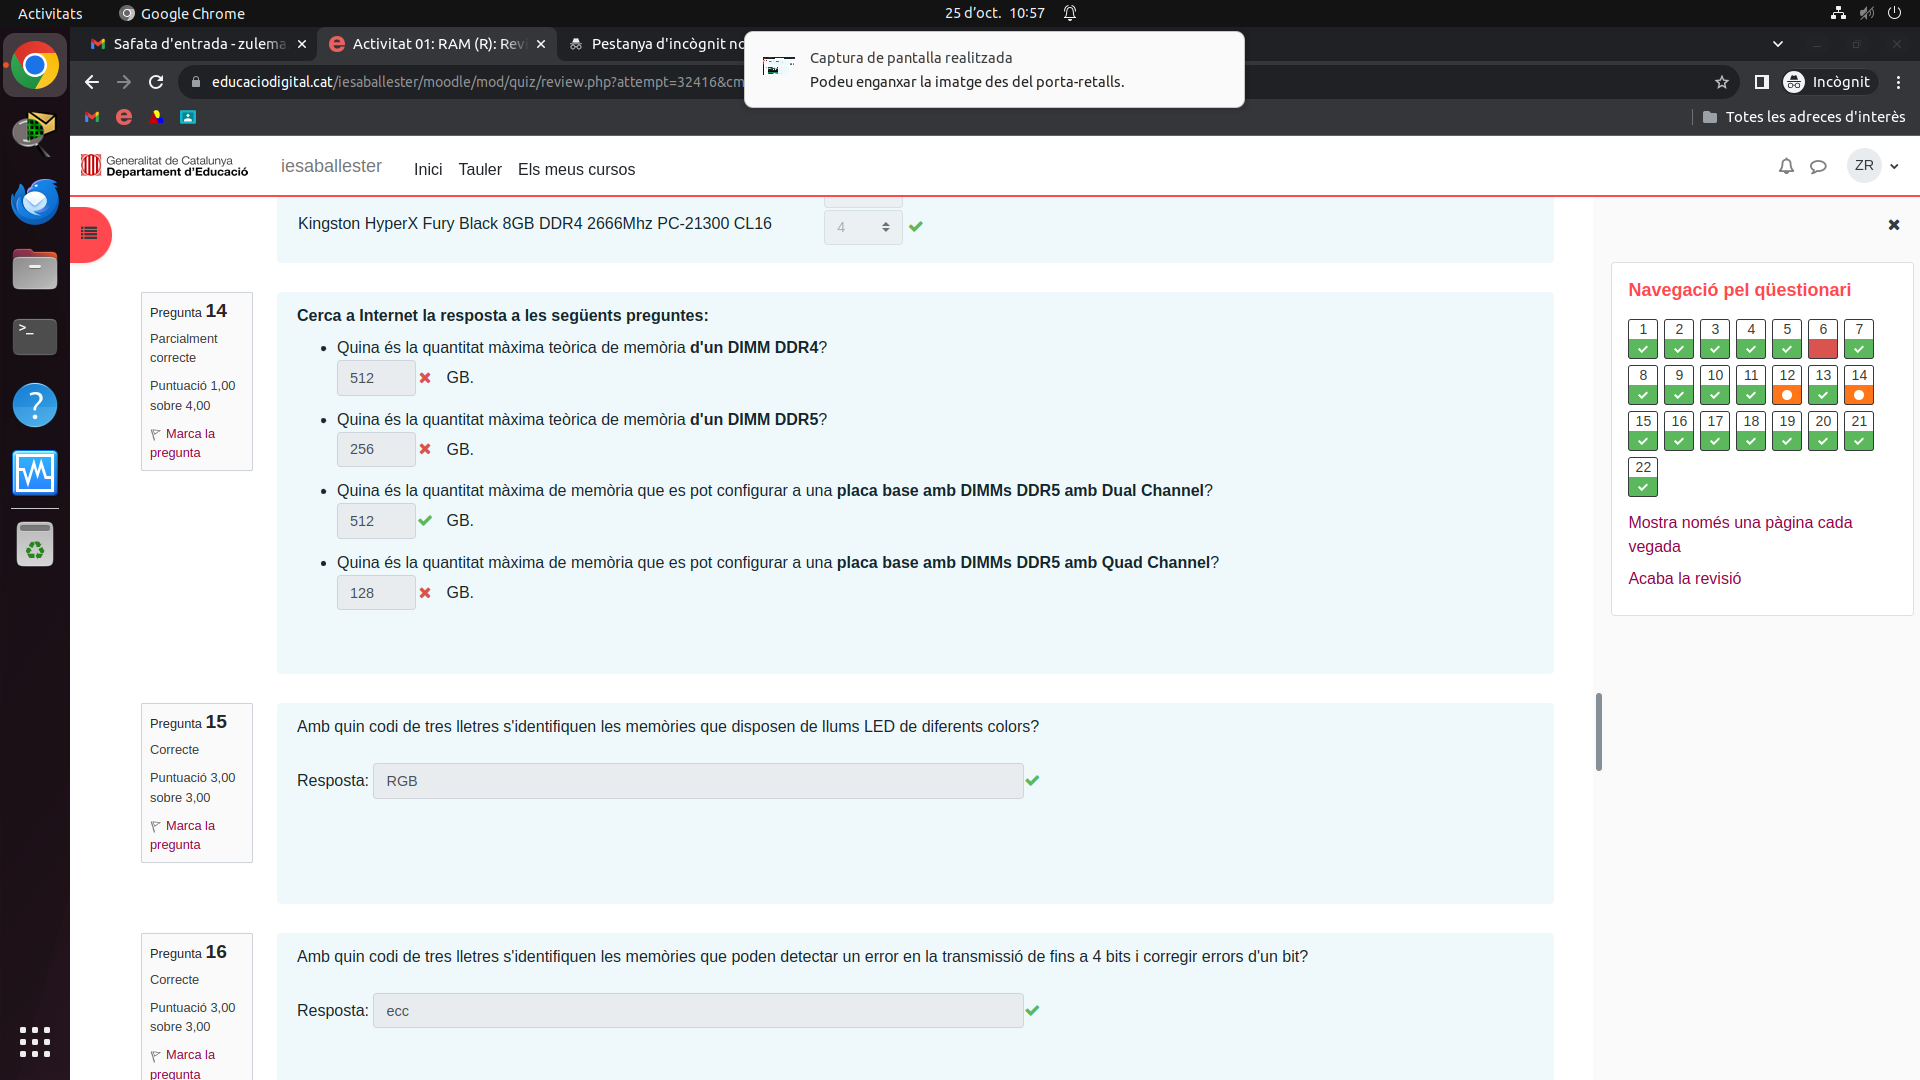 Activitats
Google Chrome
25 d'oct. 10:57
Safata d'entrada - zulema
Activitat 01: RAM (R): Rev
Pestanya d'incògnit no
Captura de pantalla realitzada
Podeu enganxar la imatge des del porta-retalls.
educaciodigital.cat/iesaballester/moodle/mod/quiz/review.php?attempt=32416&cm
Incògnit
Totes les adreces d'interès
Generalitat de Catalunya
Departament d'Educació
iesaballester
Inici
Tauler
Els meus cursos
ZR
Kingston HyperX Fury Black 8GB DDR4 2666Mhz PC-21300 CL16
4
Pregunta 14
Parcialment
correcte
Puntuació 1,00
sobre 4,00
Marca la
pregunta
Cerca a Internet la resposta a les següents preguntes:
Quina és la quantitat màxima teòrica de memòria d'un DIMM DDR4?
512 GB.
Quina és la quantitat màxima teòrica de memòria d'un DIMM DDR5?
256 GB.
Quina és la quantitat màxima de memòria que es pot configurar a una placa base amb DIMMs DDR5 amb Dual Channel?
512 GB.
Quina és la quantitat màxima de memòria que es pot configurar a una placa base amb DIMMs DDR5 amb Quad Channel?
128 GB.
Pregunta 15
Correcte
Puntuació 3,00
sobre 3,00
Marca la
pregunta
Amb quin codi de tres lletres s'identifiquen les memòries que disposen de llums LED de diferents colors?
Resposta: RGB
Pregunta 16
Correcte
Puntuació 3,00
sobre 3,00
Marca la
pregunta
Amb quin codi de tres lletres s'identifiquen les memòries que poden detectar un error en la transmissió de fins a 4 bits i corregir errors d'un bit?
Resposta: ecc
Navegació pel qüestionari
1 2 3 4 5 6 7
8 9 10 11 12 13 14
15 16 17 18 19 20 21
22
Mostra només una pàgina cada
vegada
Acaba la revisió